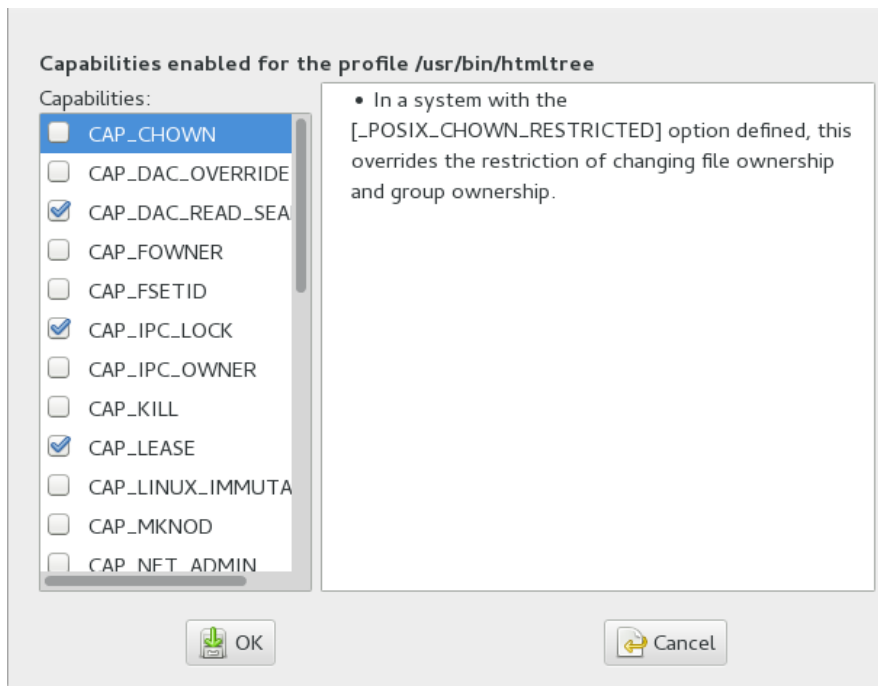 Capabilities enabled for the profile /usr/bin/htmltree
Capabilities:
CAP_CHOWN
CAP_DAC_OVERRIDE
CAP_DAC_READ_SEA
CAP_FOWNER
CAP_FSETID
CAP_IPC_LOCK
CAP_IPC_OWNER
CAP_KILL
CAP_LEASE
CAP_LINUX_IMMUTA
CAP_MKNOD
CAP_NET_ADMIN
• In a system with the
[_POSIX_CHOWN_RESTRICTED] option defined, this
overrides the restriction of changing file ownership
and group ownership.
OK
Cancel